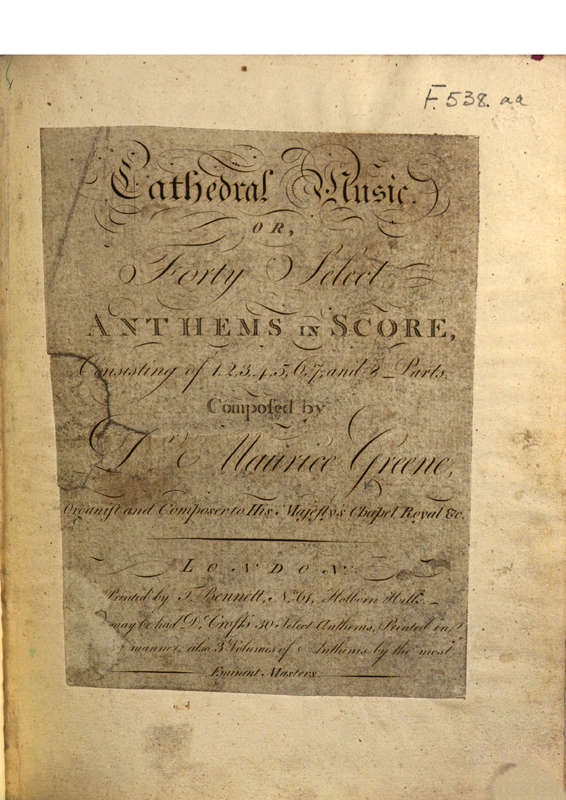 F.538. aa
Cathedral Music.
OR,
Forty Select
ANTHEMS IN SCORE,
Consisting of 1, 2, 3, 4, 5, 6, 7, and 8 Parts.
Composed by
Dr. Maurice Greene,
Organist and Composer to His Majesty's Chapel Royal &c.
LONDON:
Printed by T. Bennett, No. 61, Holborn Hill.
may be had Dr. Croft's 30 Select Anthems, Printed in
manner; also 3 Volumes of Anthems by the most
Eminent Masters